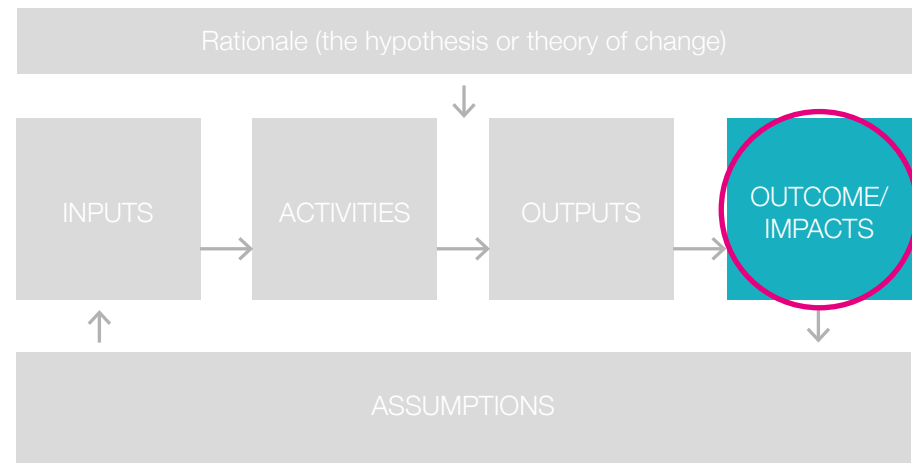 Rationale (the hypothesis or theory of change)
INPUTS
ACTIVITIES
OUTPUTS
OUTCOME/
IMPACTS
ASSUMPTIONS